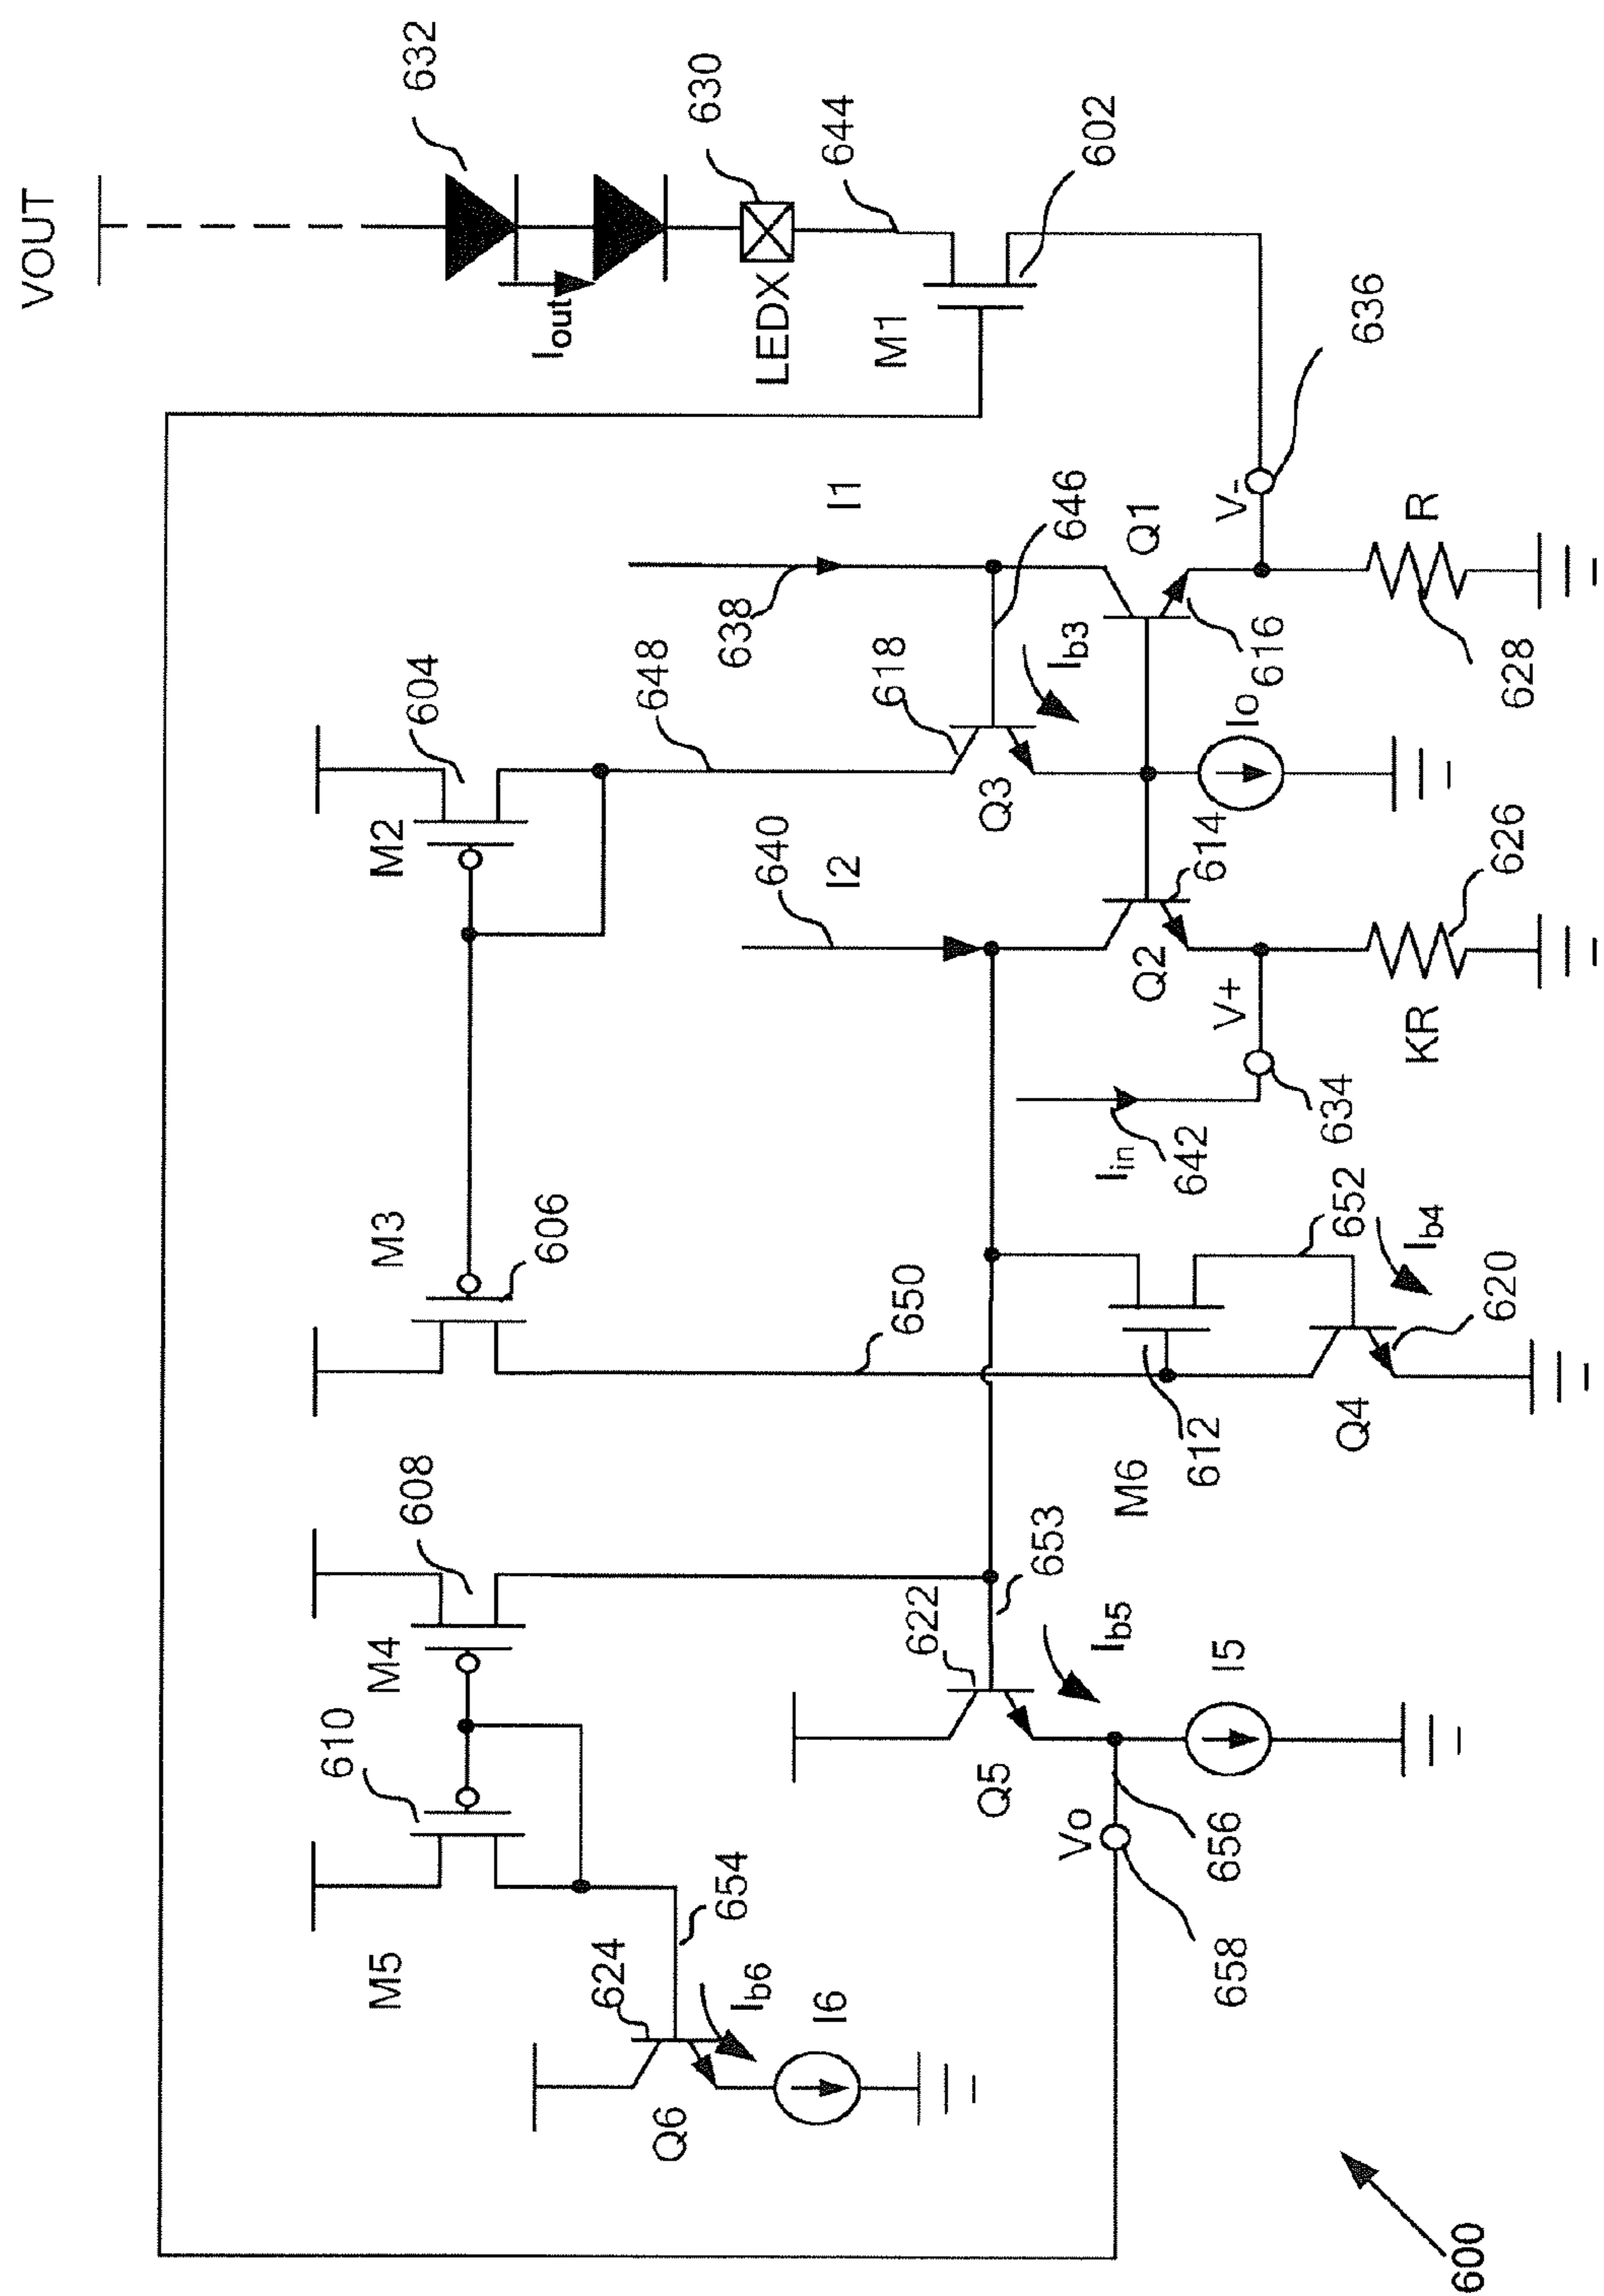 VOUT
632
Iout
630
LEDX
644
M1
602
636
V-
I1
638
646
Q1
R
628
616
Ib3
618
648
604
M2
Q3
Io
614
640
I2
Q2
V+
KR
626
Iin
642
634
M3
606
650
652
Ib4
620
612
M6
Q4
608
M4
653
622
Ib5
I5
610
Q5
Vo
656
658
M5
654
624
Ib6
I6
Q6
600